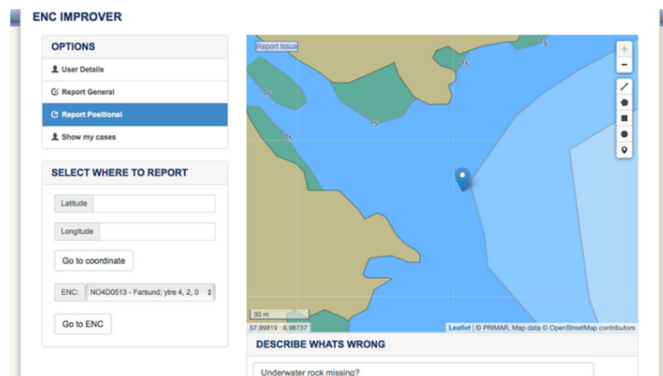 ENC IMPROVER
OPTIONS
User Details
Report General
Report Positional
Show my cases
SELECT WHERE TO REPORT
Latitude
Longitude
Go to coordinate
ENC: NO4D0513 - Farsund; ytre 4, 2, 0
Go to ENC
Report Issue
+
−
30 m
57.99819 : 6.98737
Leaflet | © PRIMAR, Map data © OpenStreetMap contributors
DESCRIBE WHATS WRONG
Underwater rock missing?